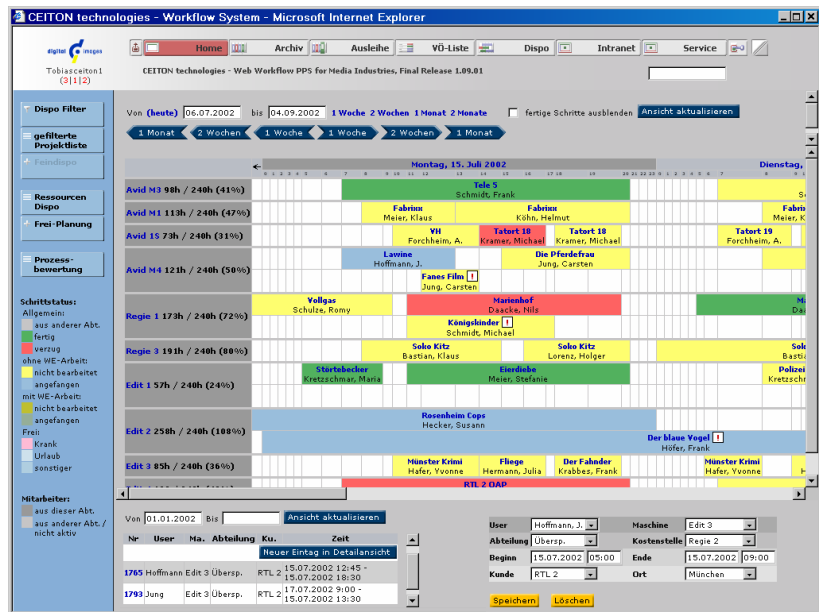 CEITON technologies - Workflow System - Microsoft Internet Explorer
digital images
Home Archiv Ausleihe VÖ-Liste Dispo Intranet Service
Tobiasceiton1
(3|1|2)
CEITON technologies - Web Workflow PPS for Media Industries, Final Release 1.09.01
Dispo Filter
gefilterte
Projektliste
Feindispo
Ressourcen
Dispo
Frei-Planung
Prozess-
bewertung
Schrittstatus:
Allgemein:
aus anderer Abt.
fertig
verzug
ohne WE-Arbeit:
nicht bearbeitet
angefangen
mit WE-Arbeit:
nicht bearbeitet
angefangen
Frei:
Krank
Urlaub
sonstiger
Mitarbeiter:
aus dieser Abt.
aus anderer Abt. /
nicht aktiv
Von (heute) 06.07.2002 bis 04.09.2002 1 Woche 2 Wochen 1 Monat 2 Monate fertige Schritte ausblenden Ansicht aktualisieren
1 Monat 2 Wochen 1 Woche 1 Woche 2 Wochen 1 Monat
Montag, 15. Juli 2002 Dienstag,
Avid M3 98h / 240h (41%)
Tele 5
Schmidt, Frank
Avid M1 113h / 240h (47%)
Fabrixx Fabrixx
Meier, Klaus Köhn, Helmut
Avid 1S 73h / 240h (31%)
VH Tatort 18 Tatort 18 Tatort 19
Forchheim, A. Kramer, Michael Kramer, Michael Forchheim, A.
Avid M4 121h / 240h (50%)
Lawine Die Pferdefrau
Hoffmann, J. Jung, Carsten
Fanes Film !
Jung, Carsten
Regie 1 173h / 240h (72%)
Vollgas Marienhof
Schulze, Romy Daacke, Nils
Königskinder !
Schmidt, Michael
Regie 3 191h / 240h (80%)
Soko Kitz Soko Kitz
Bastian, Klaus Lorenz, Holger
Edit 1 57h / 240h (24%)
Störtebecker Eierdiebe
Kretzschmar, Maria Meier, Stefanie
Edit 2 258h / 240h (108%)
Rosenheim Cops
Hecker, Susann
Der blaue Vogel !
Höfer, Frank
Edit 3 85h / 240h (36%)
Münster Krimi Fliege Der Fahnder Münster Krimi
Hafer, Yvonne Hermann, Julia Krabbes, Frank Hafer, Yvonne
RTL 2 OAP
Von 01.01.2002 Bis Ansicht aktualisieren
Nr User Ma. Abteilung Ku. Zeit
Neuer Eintag in Detailansicht
1765 Hoffmann Edit 3 Übersp. RTL 2 15.07.2002 12:45 -
15.07.2002 18:30
1793 Jung Edit 3 Übersp. RTL 2 17.07.2002 9:00 -
15.07.2002 13:30
User Hoffmann, J. Maschine Edit 3
Abteilung Übersp. Kostenstelle Regie 2
Beginn 15.07.2002 05:00 Ende 15.07.2002 09:00
Kunde RTL 2 Ort München
Speichern Löschen